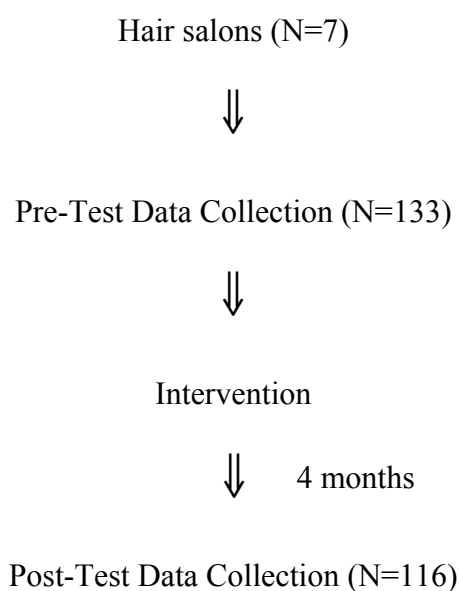 Hair salons (N=7)
⇓
Pre-Test Data Collection (N=133)
⇓
Intervention
⇓ 4 months
Post-Test Data Collection (N=116)